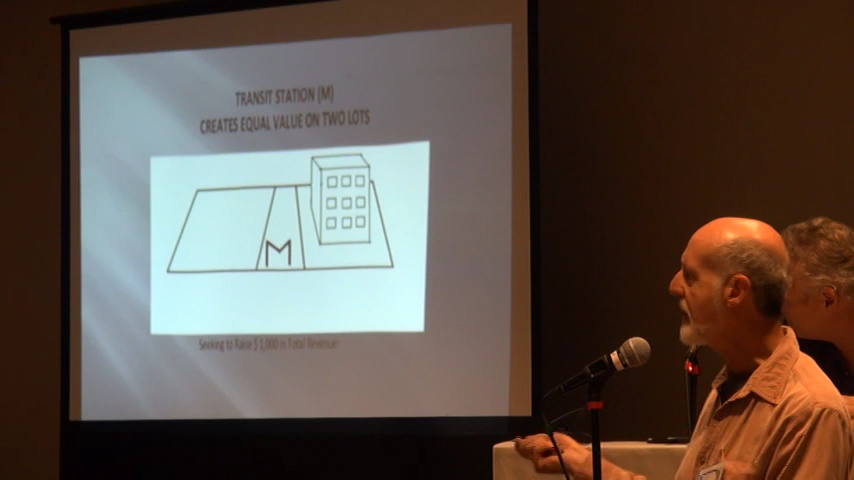 TRANSIT STATION (M)
CREATES EQUAL VALUE ON TWO LOTS
M
Seeking to Raise $ 1,000 in Total Revenue